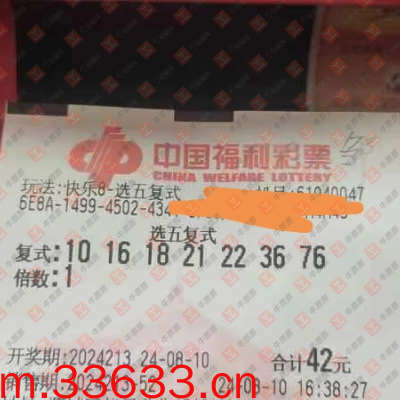 中国福利彩票
CHINA WELFARE LOTTERY
玩法:快乐8-选五复式
6E8A-1499-4502-434
选五复式
复式:10 16 18 21 22 36 76
倍数:1
开奖期:2024213 24-08-10 合计42元
24-08-10 16:38:27
m.33633.cn.cn